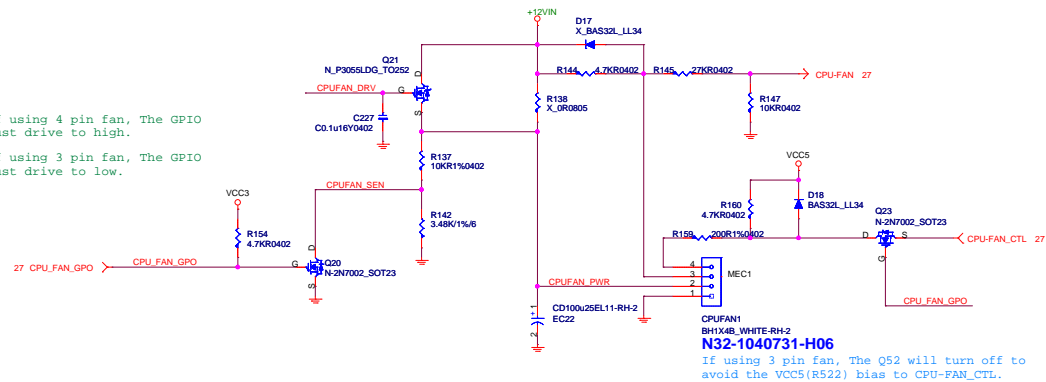 +12VIN
D17
X_BAS32L_LL34
Q21
N_P3055LDG_TO252
D
G
S
CPUFAN_DRV
C227
C0.1u16Y0402
R144
4.7KR0402
R145
27KR0402
CPU-FAN 27
R138
X_0R0805
R147
10KR0402
f using 4 pin fan, The GPIO
ust drive to high.
f using 3 pin fan, The GPIO
ust drive to low.
R137
10KR1%0402
VCC5
CPUFAN_SEN
VCC3
R142
3.48K/1%/6
R160
4.7KR0402
D18
BAS32L_LL34
Q23
N-2N7002_SOT23
R154
4.7KR0402
R159
200R1%0402
D
S
G
CPU-FAN_CTL 27
27 CPU_FAN_GPO
CPU_FAN_GPO
D
G
S
Q20
N-2N7002_SOT23
4
3
2
1
MEC1
CPUFAN_PWR
CPU_FAN_GPO
1
+
2
CD100u25EL11-RH-2
EC22
CPUFAN1
BH1X4B_WHITE-RH-2
N32-1040731-H06
If using 3 pin fan, The Q52 will turn off to
avoid the VCC5(R522) bias to CPU-FAN_CTL.